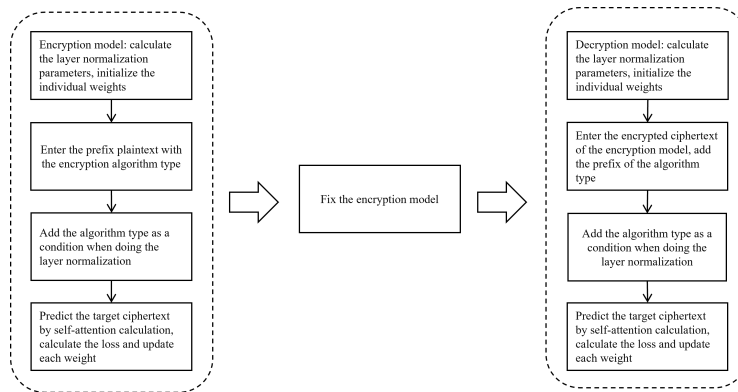 Encryption model: calculate
the layer normalization
parameters, initialize the
individual weights
Enter the prefix plaintext with
the encryption algorithm type
Add the algorithm type as a
condition when doing the
layer normalization
Predict the target ciphertext
by self-attention calculation,
calculate the loss and update
each weight
Fix the encryption model
Decryption model: calculate
the layer normalization
parameters, initialize the
individual weights
Enter the encrypted ciphertext
of the encryption model, add
the prefix of the algorithm
type
Add the algorithm type as a
condition when doing the
layer normalization
Predict the target ciphertext
by self-attention calculation,
calculate the loss and update
each weight